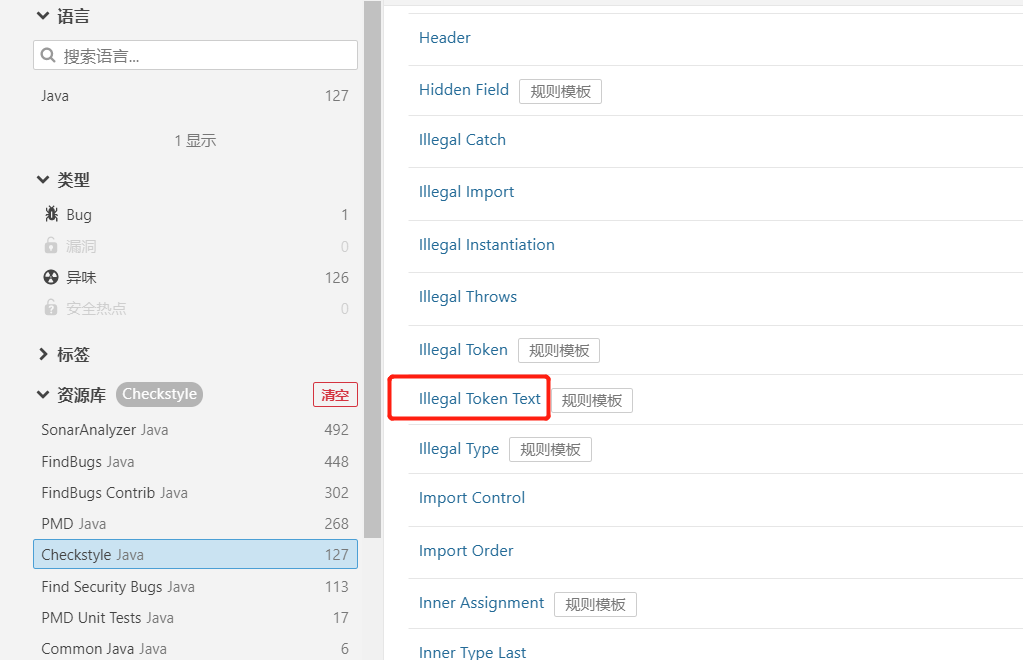 语言
搜索语言...
Java 127
1 显示
类型
Bug 1
漏洞 0
异味 126
安全热点 0
标签
资源库 Checkstyle 清空
SonarAnalyzer Java 492
FindBugs Java 448
FindBugs Contrib Java 302
PMD Java 268
Checkstyle Java 127
Find Security Bugs Java 113
PMD Unit Tests Java 17
Common Java Java 6
Header
Hidden Field 规则模板
Illegal Catch
Illegal Import
Illegal Instantiation
Illegal Throws
Illegal Token 规则模板
Illegal Token Text 规则模板
Illegal Type 规则模板
Import Control
Import Order
Inner Assignment 规则模板
Inner Type Last